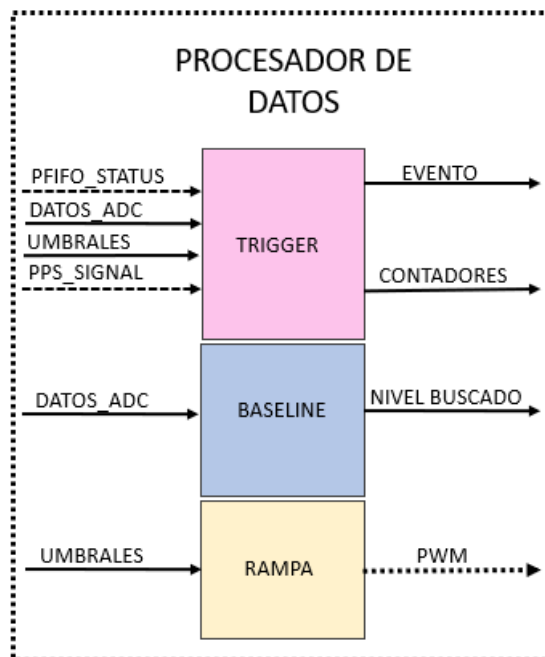 PROCESADOR DE
DATOS
PFIFO_STATUS
DATOS_ADC
UMBRALES
PPS_SIGNAL
TRIGGER
EVENTO
CONTADORES
DATOS_ADC
BASELINE
NIVEL BUSCADO
UMBRALES
RAMPA
PWM